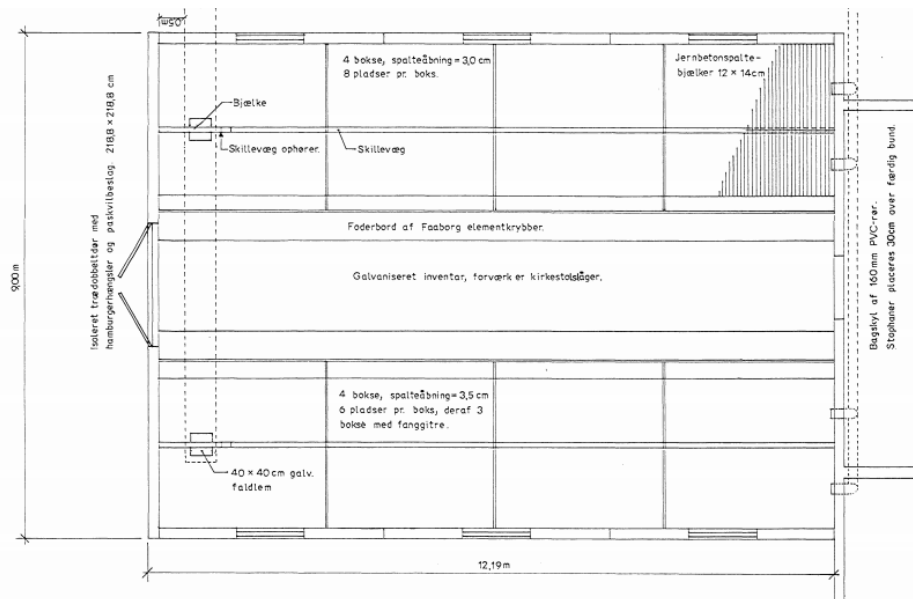 0,5m
4 bokse, spalteåbning = 3,0 cm
8 pladser pr. boks.
Jernbetonspalte-
bjælker 12 × 14cm
Bjælke
Skillevæg ophører.
Skillevæg
Foderbord af Faaborg elementkrybber.
Galvaniseret inventar, forværk er kirkestolslåger.
4 bokse, spalteåbning = 3,5 cm
6 pladser pr. boks, deraf 3
bokse med fanggitre.
40 × 40 cm galv.
faldlem
9,00 m
Isoleret trædobbeltdør med
hamburgerhængsler og paskvilbeslag. 218,8 × 218,8 cm
Bagskyl af 160mm PVC-rør.
Stophaner placeres 30cm over færdig bund.
12,19 m